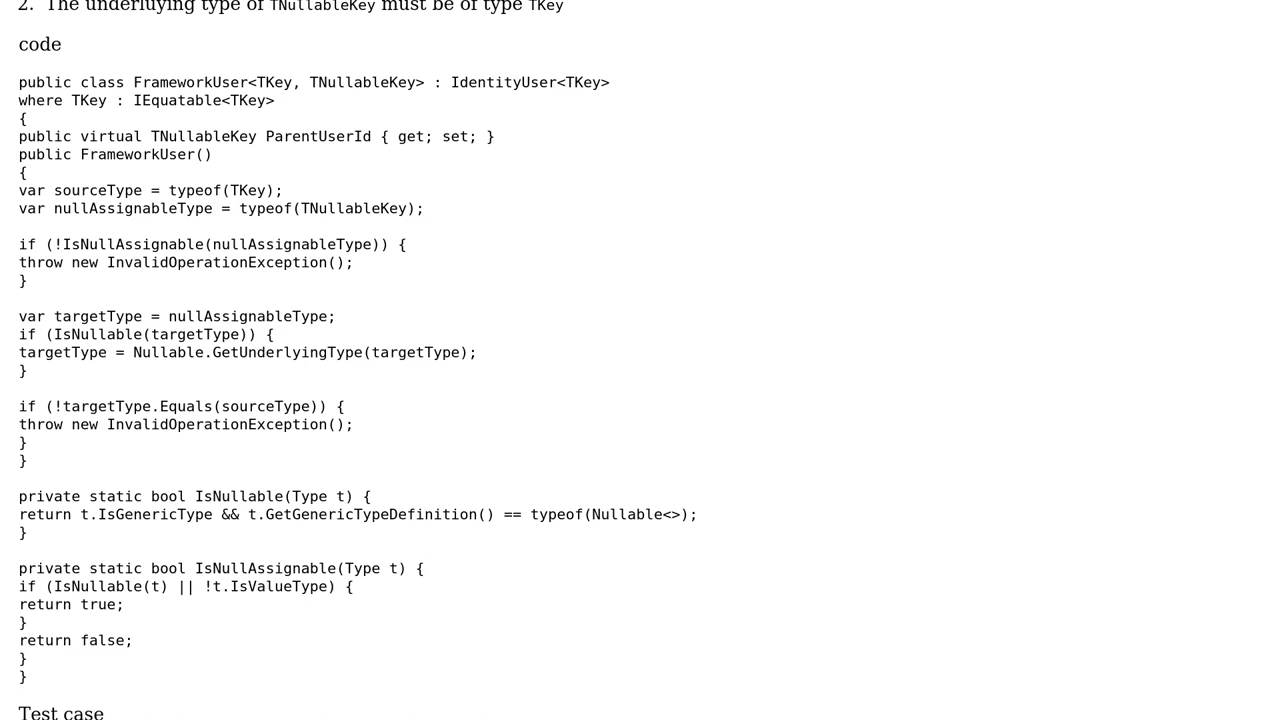 2. The underluying type of TNullableKey must be of type TKey
code
public class FrameworkUser<TKey, TNullableKey> : IdentityUser<TKey>
where TKey : IEquatable<TKey>
{
public virtual TNullableKey ParentUserId { get; set; }
public FrameworkUser()
{
var sourceType = typeof(TKey);
var nullAssignableType = typeof(TNullableKey);
if (!IsNullAssignable(nullAssignableType)) {
throw new InvalidOperationException();
}
var targetType = nullAssignableType;
if (IsNullable(targetType)) {
targetType = Nullable.GetUnderlyingType(targetType);
}
if (!targetType.Equals(sourceType)) {
throw new InvalidOperationException();
}
}
private static bool IsNullable(Type t) {
return t.IsGenericType && t.GetGenericTypeDefinition() == typeof(Nullable<>);
}
private static bool IsNullAssignable(Type t) {
if (IsNullable(t) || !t.IsValueType) {
return true;
}
return false;
}
}
Test case